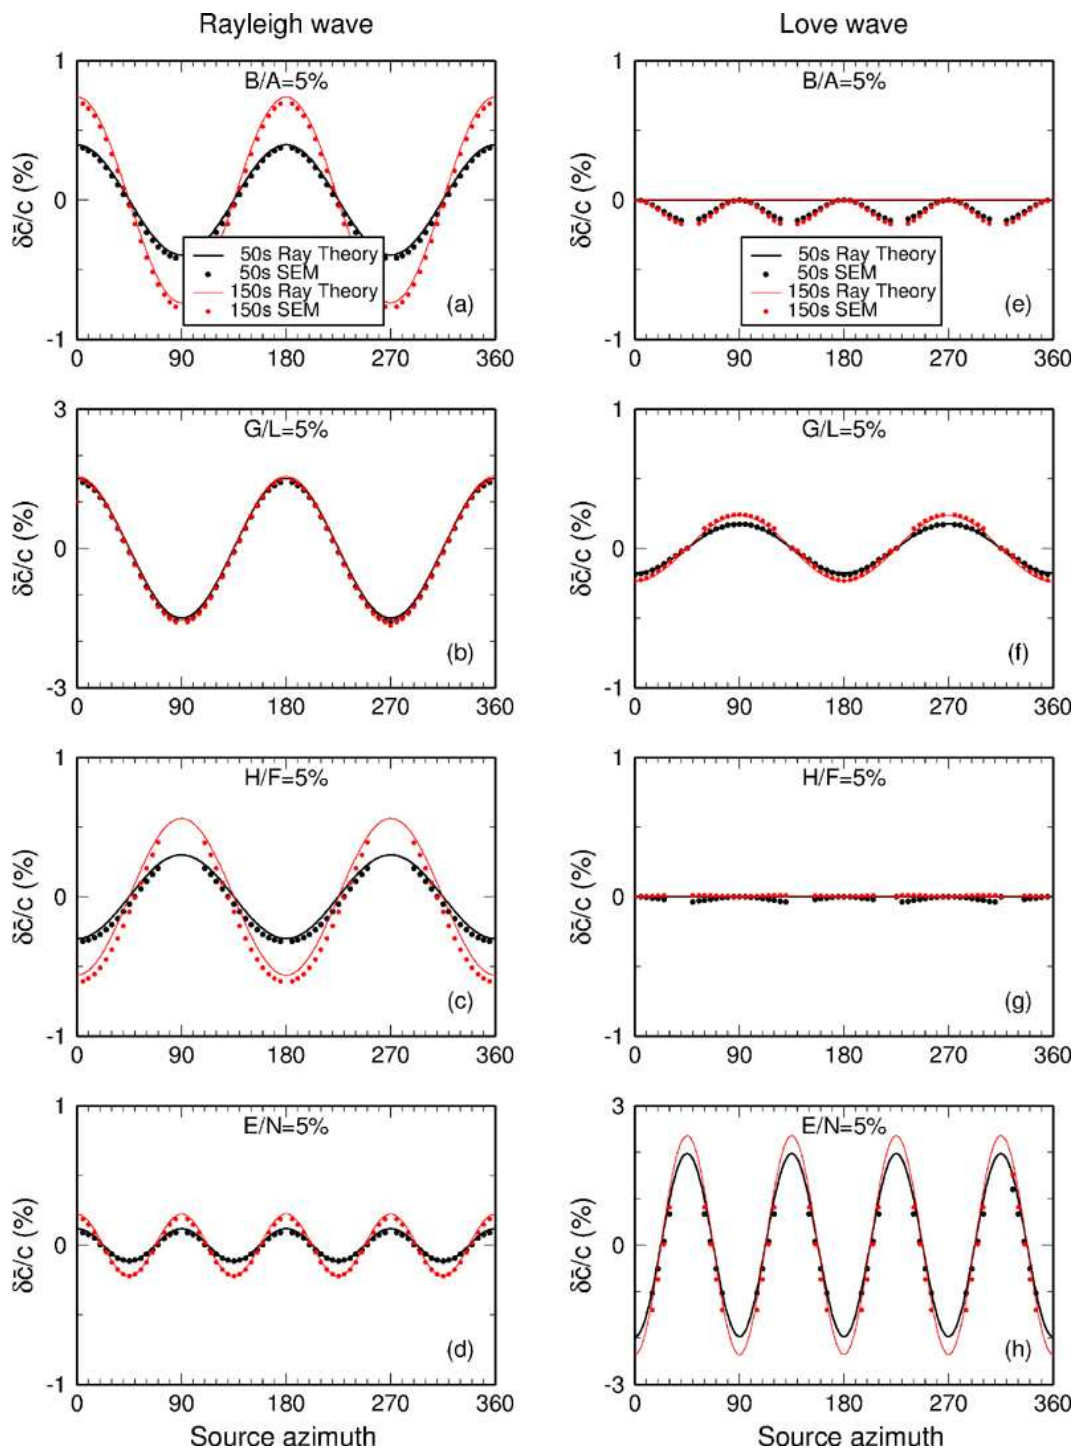 Rayleigh wave
Love wave
B/A=5%
1
0
-1
δc̄/c (%)
50s Ray Theory
50s SEM
150s Ray Theory
150s SEM
(a)
0 90 180 270 360
B/A=5%
1
0
-1
δc̄/c (%)
50s Ray Theory
50s SEM
150s Ray Theory
150s SEM
(e)
0 90 180 270 360
G/L=5%
3
0
-3
δc̄/c (%)
(b)
0 90 180 270 360
G/L=5%
1
0
-1
δc̄/c (%)
(f)
0 90 180 270 360
H/F=5%
1
0
-1
δc̄/c (%)
(c)
0 90 180 270 360
H/F=5%
1
0
-1
δc̄/c (%)
(g)
0 90 180 270 360
E/N=5%
1
0
-1
δc̄/c (%)
(d)
0 90 180 270 360
Source azimuth
E/N=5%
3
0
-3
δc̄/c (%)
(h)
0 90 180 270 360
Source azimuth